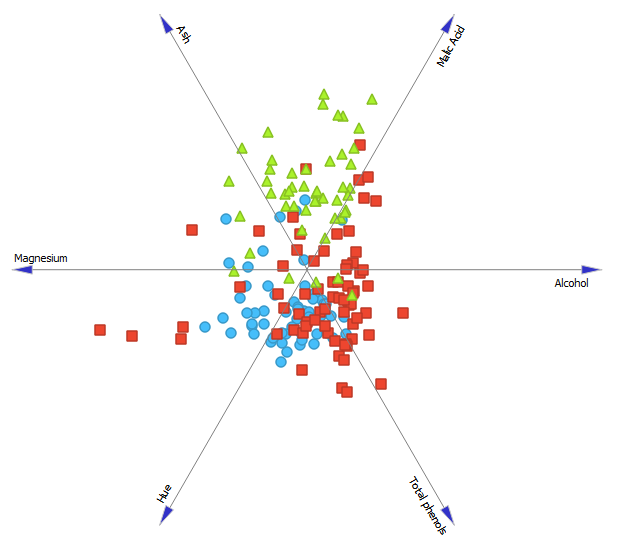 Ash
Malic Acid
Magnesium
Alcohol
Hue
Total phenols